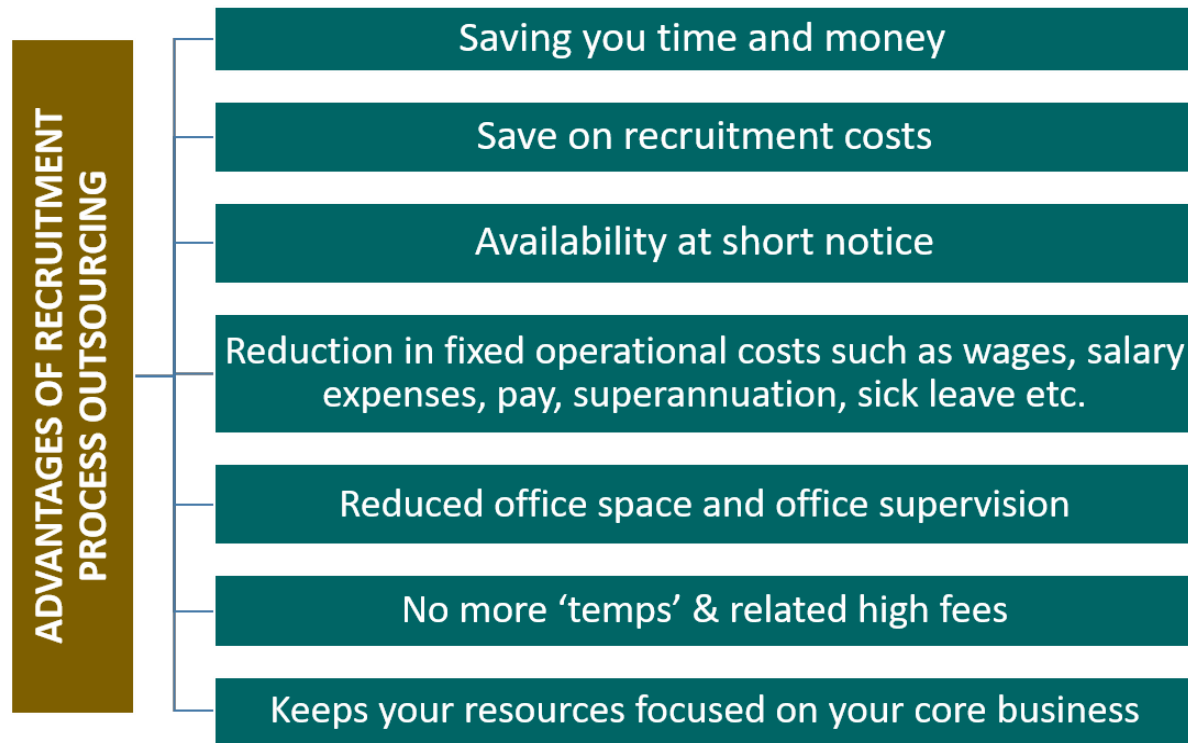 ADVANTAGES OF RECRUITMENT
PROCESS OUTSOURCING
Saving you time and money
Save on recruitment costs
Availability at short notice
Reduction in fixed operational costs such as wages, salary
expenses, pay, superannuation, sick leave etc.
Reduced office space and office supervision
No more ‘temps’ & related high fees
Keeps your resources focused on your core business